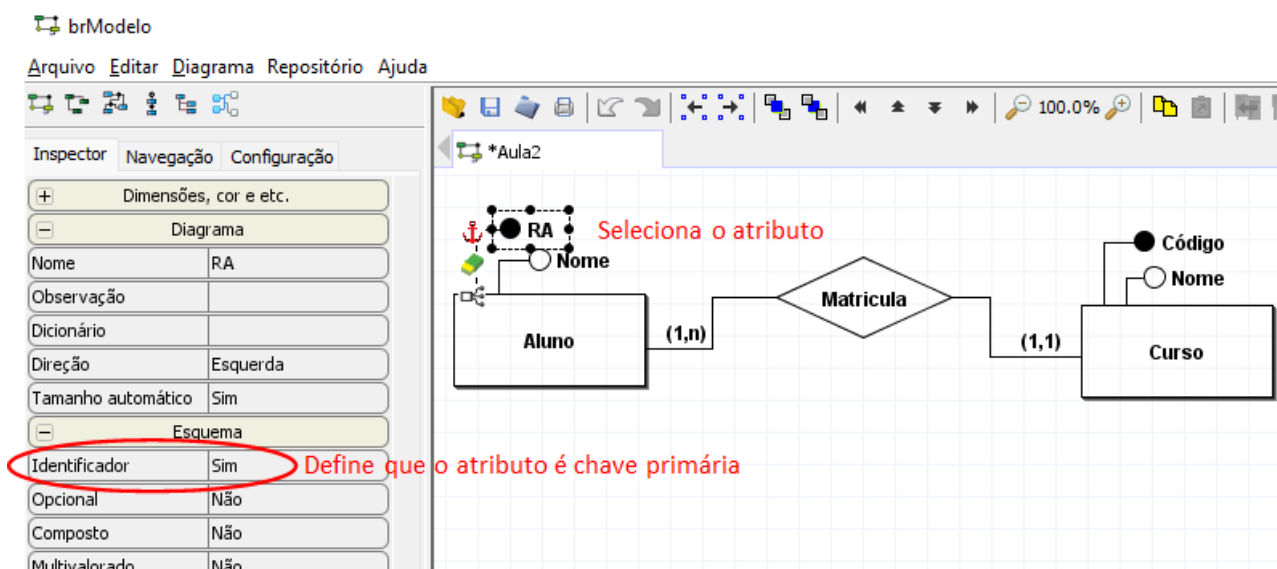 brModelo
Arquivo Editar Diagrama Repositório Ajuda
100.0%
Inspector Navegação Configuração
*Aula2
Dimensões, cor e etc.
Diagrama
Nome RA
Observação
Dicionário
Direção Esquerda
Tamanho automático Sim
Esquema
Identificador Sim
Opcional Não
Composto Não
Multivalorado Não
RA
Seleciona o atributo
Nome
Aluno
(1,n)
Matricula
(1,1)
Código
Nome
Curso
Define que o atributo é chave primária